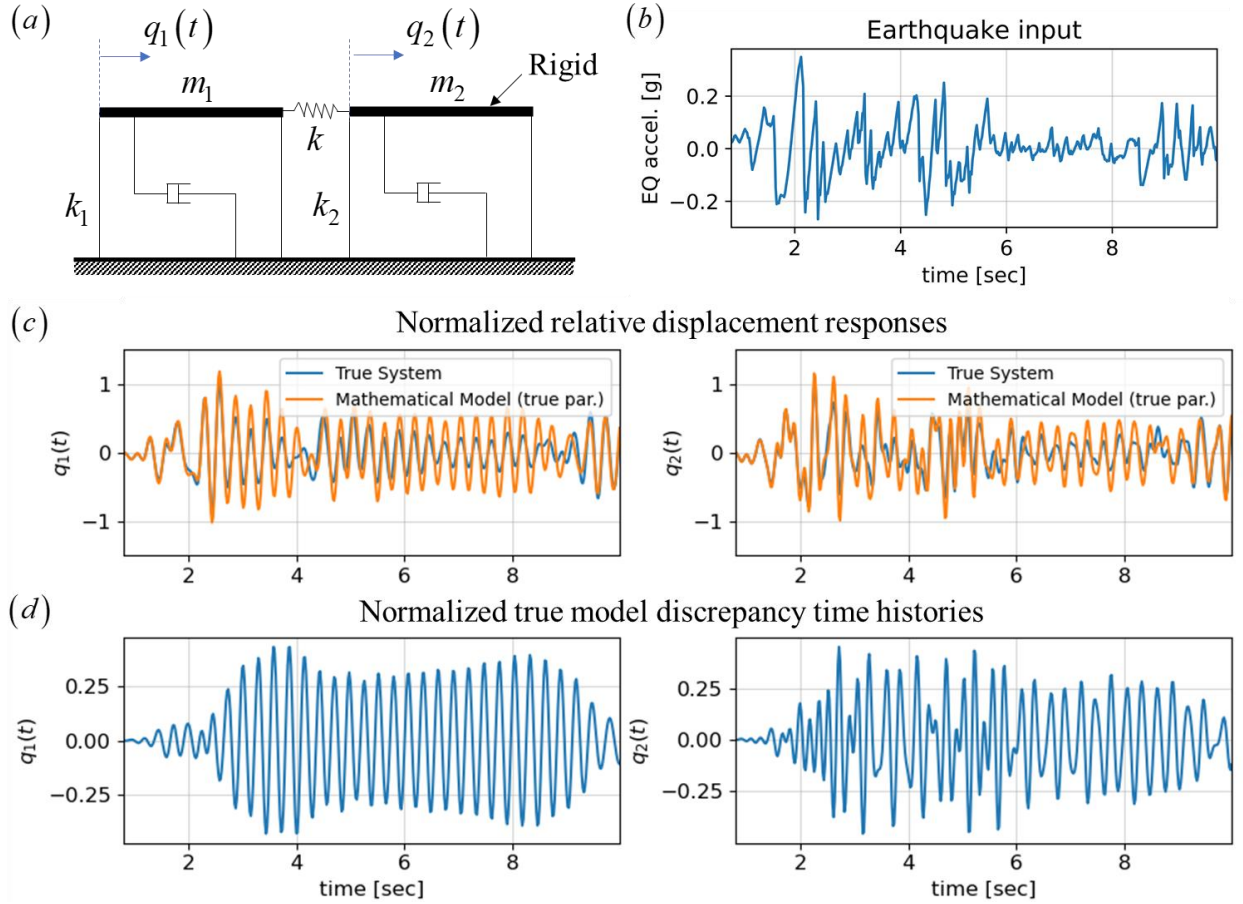 (a)
q₁(t)
q₂(t)
Rigid
m₁
m₂
k
k₁
k₂
(b)
Earthquake input
EQ accel. [g]
0.2
0.0
−0.2
2
4
6
8
time [sec]
(c)
Normalized relative displacement responses
True System
Mathematical Model (true par.)
q₁(t)
1
0
−1
2
4
6
8
True System
Mathematical Model (true par.)
q₂(t)
1
0
−1
2
4
6
8
(d)
Normalized true model discrepancy time histories
q₁(t)
0.25
0.00
−0.25
2
4
6
8
time [sec]
q₂(t)
0.25
0.00
−0.25
2
4
6
8
time [sec]